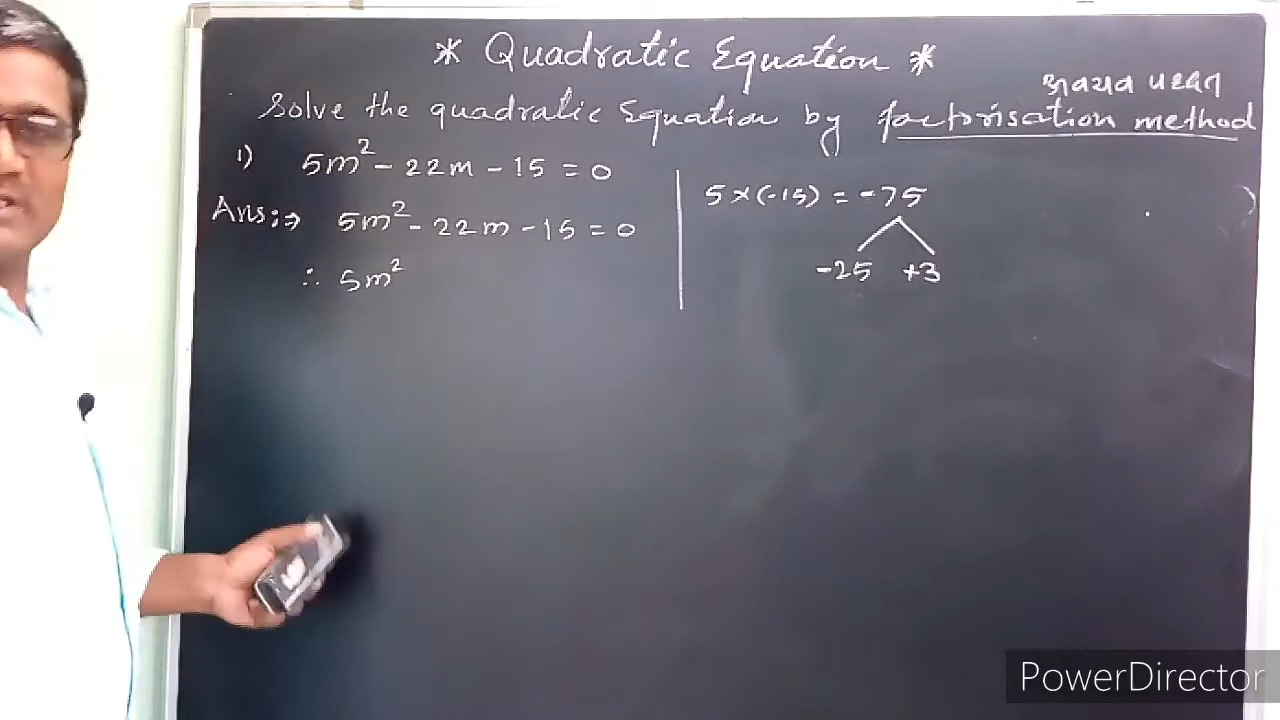 * Quadratic Equation *
અવયવ પદ્ધતિ
Solve the quadratic Equation by factorisation method
1) 5m² - 22m - 15 = 0
Ans:⇒ 5m² - 22m - 15 = 0
∴ 5m²
5 × (-15) = -75
-25 +3
PowerDirector